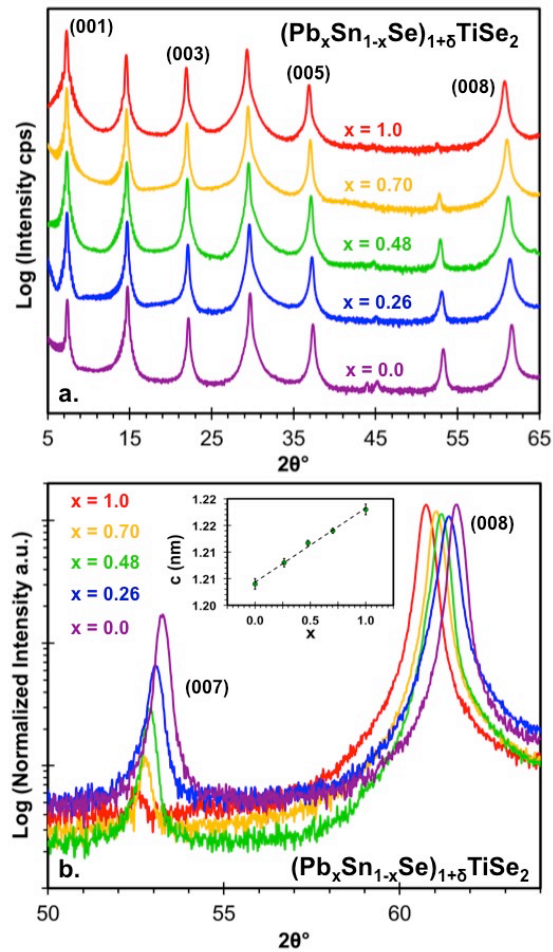 (PbxSn1-xSe)1+δTiSe2
(001)
(003)
(005)
(008)
x = 1.0
x = 0.70
x = 0.48
x = 0.26
x = 0.0
Log (Intensity cps)
a.
5 15 25 35 45 55 65
2θ°
x = 1.0
x = 0.70
x = 0.48
x = 0.26
x = 0.0
1.22
1.22
1.21
1.21
1.20
c (nm)
0.0 0.5 1.0
x
(008)
(007)
Log (Normalized Intensity a.u.)
b.
(PbxSn1-xSe)1+δTiSe2
50 55 60
2θ°